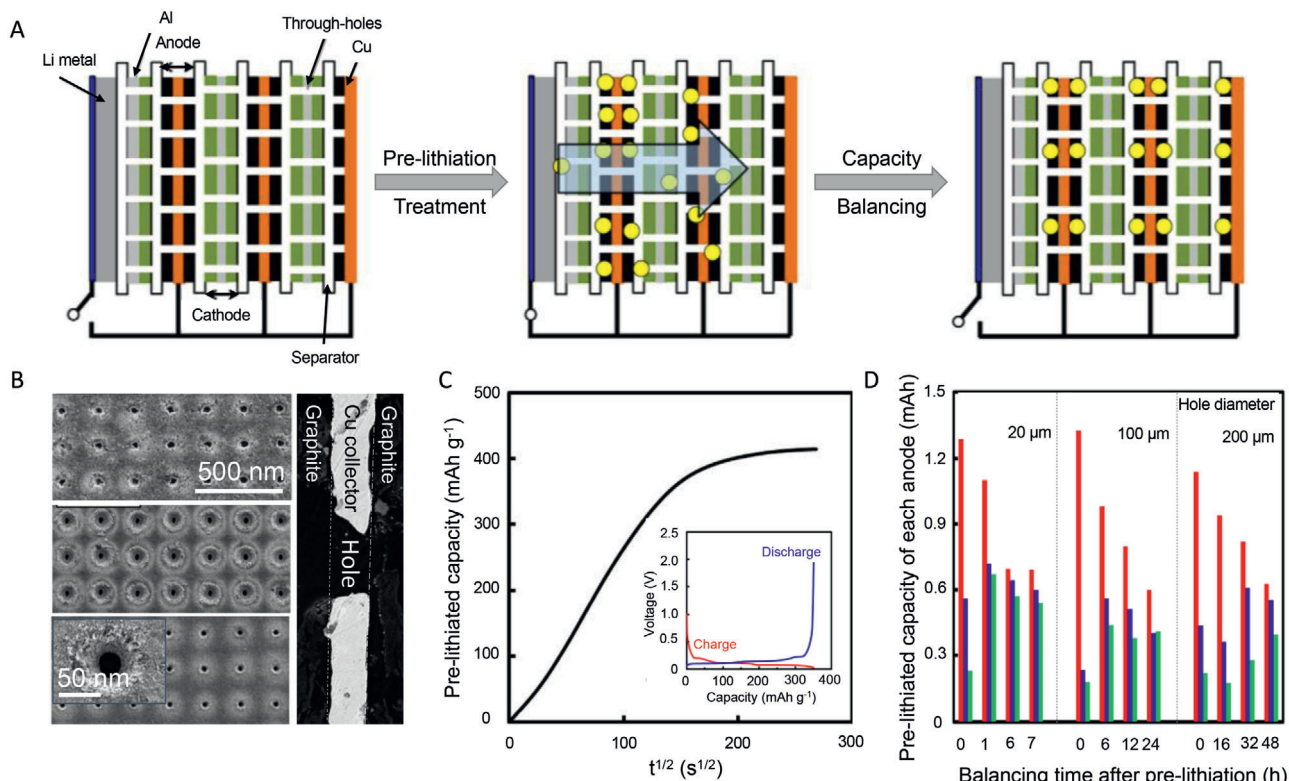 A
Al
Anode
Through-holes
Cu
Li metal
Pre-lithiation
Treatment
Capacity
Balancing
Cathode
Separator
B
500 nm
50 nm
Graphite
Cu collector
Graphite
Hole
C
Pre-lithiated capacity (mAh g⁻¹)
500
400
300
200
100
0
0
100
200
300
t^1/2 (s^1/2)
Voltage (V)
2.5
2.0
1.5
1.0
0.5
0
Discharge
Charge
0 100 200 300 400
Capacity (mAh g⁻¹)
D
Pre-lithiated capacity of each anode (mAh)
1.5
1.2
0.9
0.6
0.3
0
Hole diameter
20 µm
100 µm
200 µm
0 1 6 7 0 6 12 24 0 16 32 48
Balancing time after pre-lithiation (h)